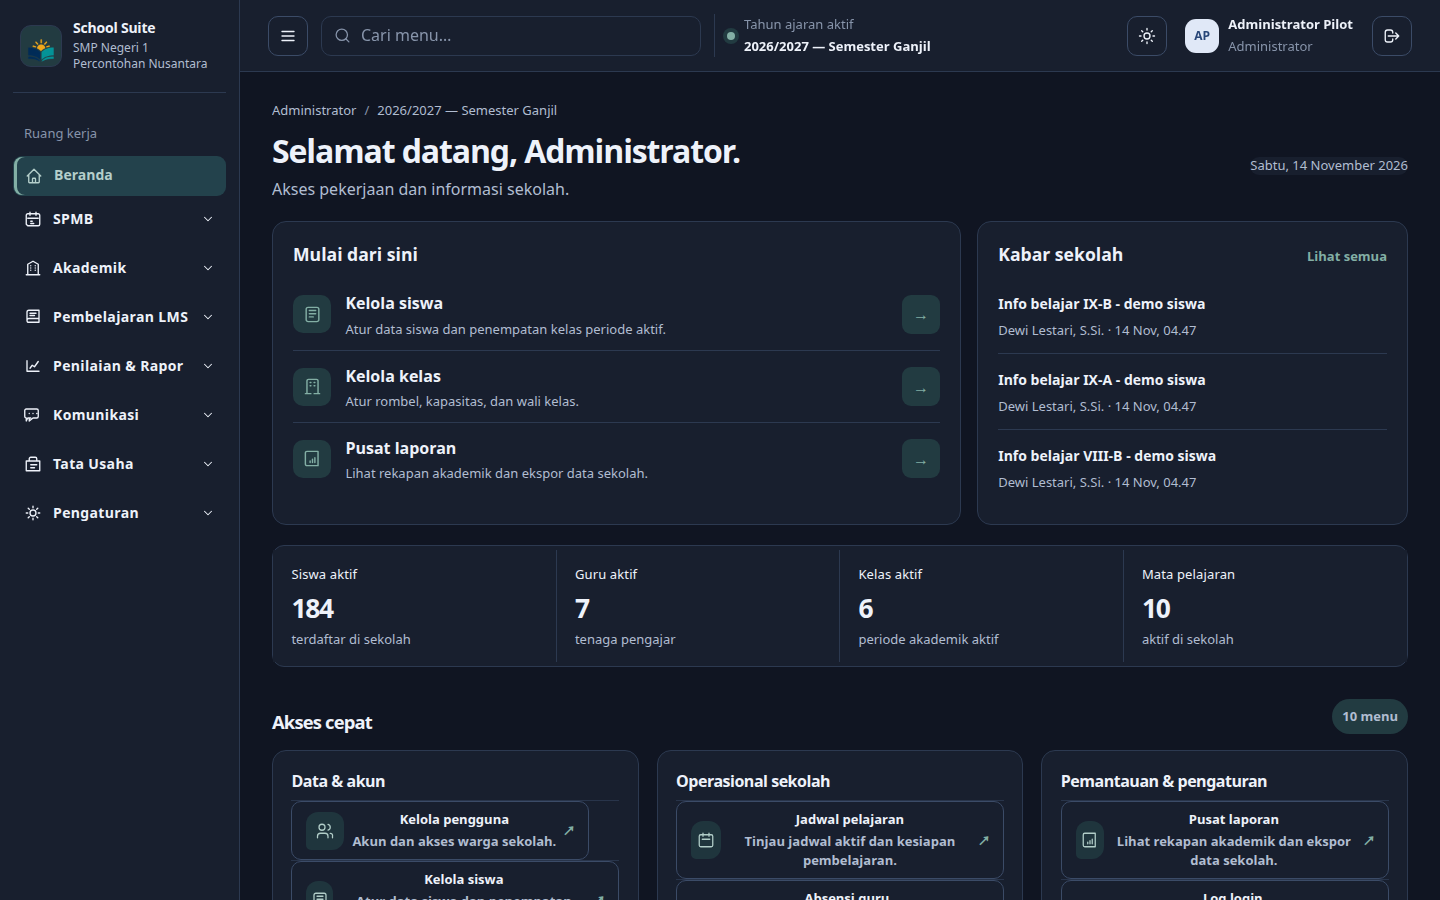 School Suite
SMP Negeri 1
Percontohan Nusantara
Ruang kerja
Beranda
SPMB
Akademik
Pembelajaran LMS
Penilaian & Rapor
Komunikasi
Tata Usaha
Pengaturan
Cari menu...
Tahun ajaran aktif
2026/2027 — Semester Ganjil
AP
Administrator Pilot
Administrator
Administrator / 2026/2027 — Semester Ganjil
Selamat datang, Administrator.
Akses pekerjaan dan informasi sekolah.
Sabtu, 14 November 2026
Mulai dari sini
Kelola siswa
Atur data siswa dan penempatan kelas periode aktif.
→
Kelola kelas
Atur rombel, kapasitas, dan wali kelas.
→
Pusat laporan
Lihat rekapan akademik dan ekspor data sekolah.
→
Kabar sekolah
Lihat semua
Info belajar IX-B - demo siswa
Dewi Lestari, S.Si. · 14 Nov, 04.47
Info belajar IX-A - demo siswa
Dewi Lestari, S.Si. · 14 Nov, 04.47
Info belajar VIII-B - demo siswa
Dewi Lestari, S.Si. · 14 Nov, 04.47
Siswa aktif
184
terdaftar di sekolah
Guru aktif
7
tenaga pengajar
Kelas aktif
6
periode akademik aktif
Mata pelajaran
10
aktif di sekolah
Akses cepat
10 menu
Data & akun
Kelola pengguna
Akun dan akses warga sekolah.
↗
Kelola siswa
Atur data siswa dan penempatan
↗
Operasional sekolah
Jadwal pelajaran
Tinjau jadwal aktif dan kesiapan
pembelajaran.
↗
Absensi guru
Pemantauan & pengaturan
Pusat laporan
Lihat rekapan akademik dan ekspor
data sekolah.
↗
Log login